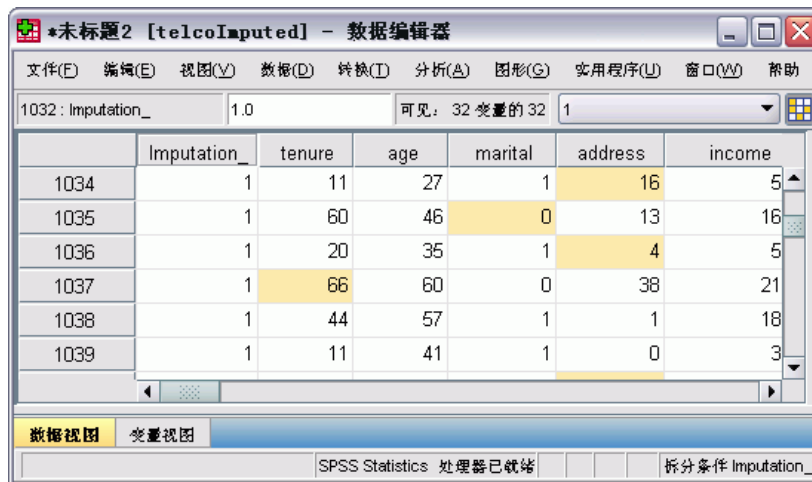 *未标题2 [telcoImputed] - 数据编辑器
文件(F) 编辑(E) 视图(V) 数据(D) 转换(T) 分析(A) 图形(G) 实用程序(U) 窗口(W) 帮助
1032 : Imputation_ 1.0 可见: 32 变量的 32 1
Imputation_ tenure age marital address income
1034 1 11 27 1 16 5
1035 1 60 46 0 13 16
1036 1 20 35 1 4 5
1037 1 66 60 0 38 21
1038 1 44 57 1 1 18
1039 1 11 41 1 0 3
数据视图 变量视图
SPSS Statistics 处理器已就绪 拆分条件 Imputation_